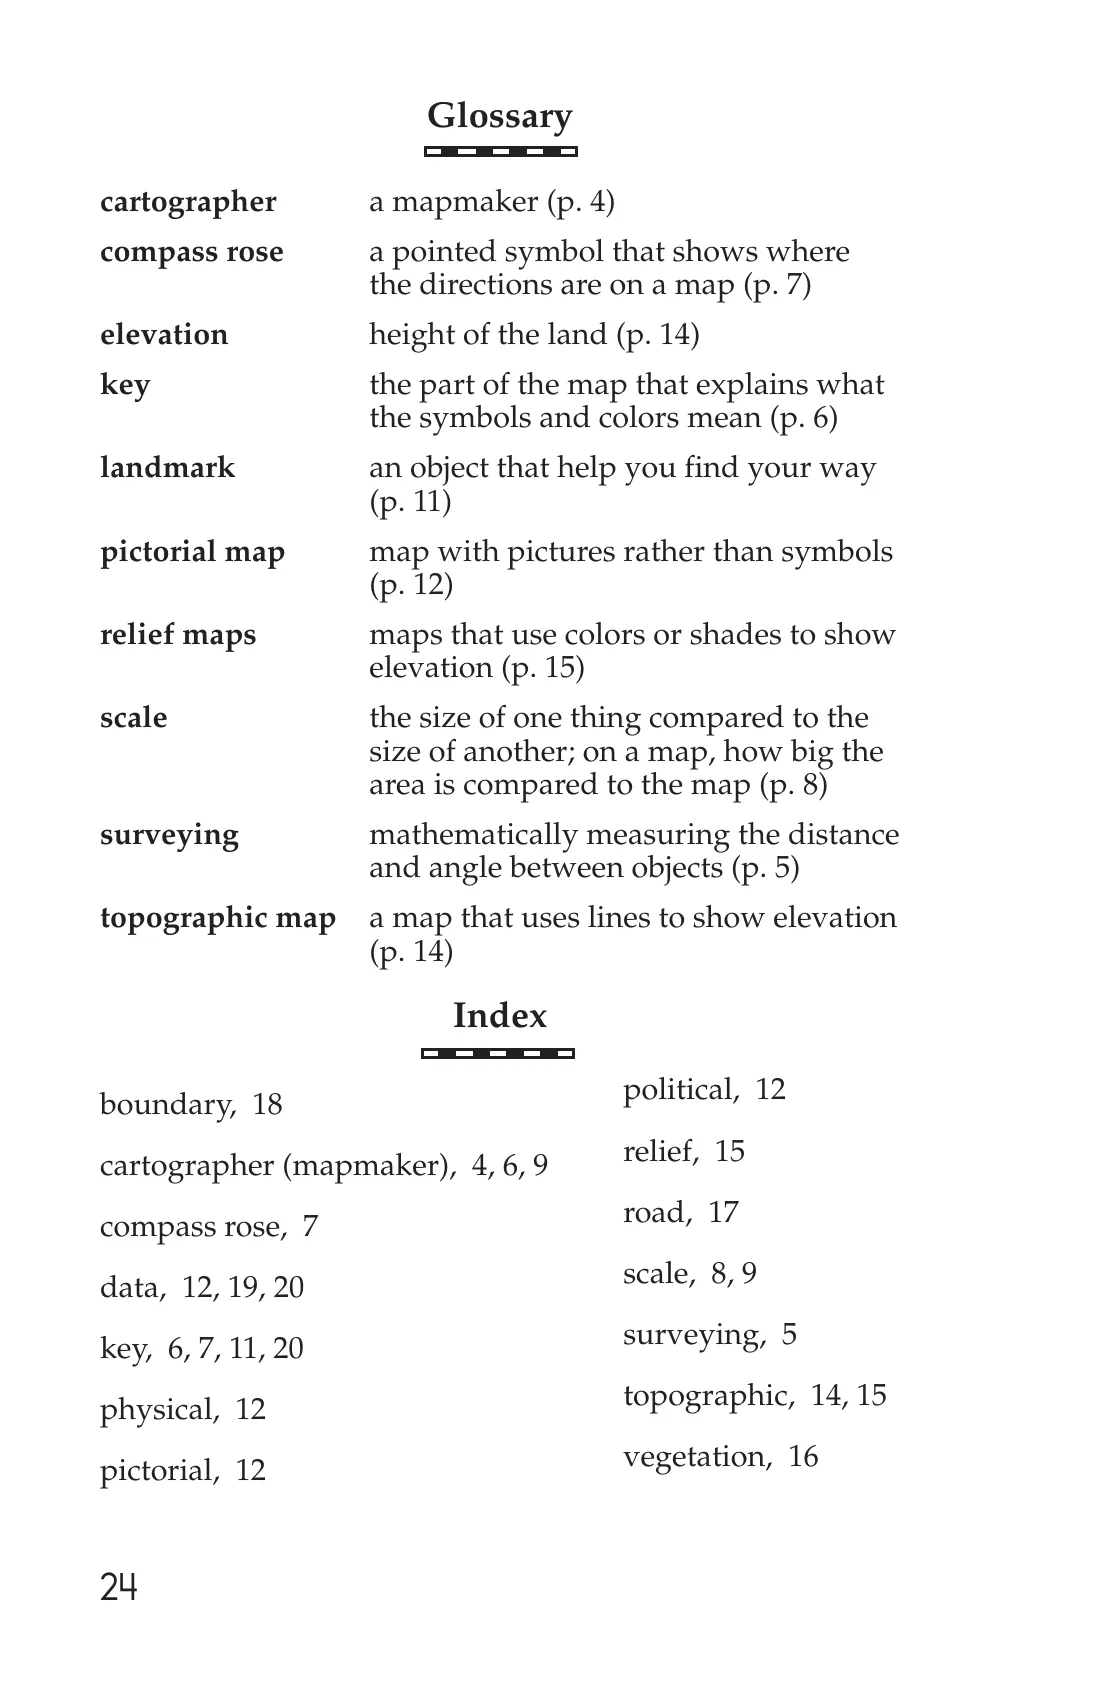 Glossary
cartographer a mapmaker (p. 4)
compass rose a pointed symbol that shows where
the directions are on a map (p. 7)
elevation height of the land (p. 14)
key the part of the map that explains what
the symbols and colors mean (p. 6)
landmark an object that help you find your way
(p. 11)
pictorial map map with pictures rather than symbols
(p. 12)
relief maps maps that use colors or shades to show
elevation (p. 15)
scale the size of one thing compared to the
size of another; on a map, how big the
area is compared to the map (p. 8)
surveying mathematically measuring the distance
and angle between objects (p. 5)
topographic map a map that uses lines to show elevation
(p. 14)
Index
boundary, 18
cartographer (mapmaker), 4, 6, 9
compass rose, 7
data, 12, 19, 20
key, 6, 7, 11, 20
physical, 12
pictorial, 12
political, 12
relief, 15
road, 17
scale, 8, 9
surveying, 5
topographic, 14, 15
vegetation, 16
24